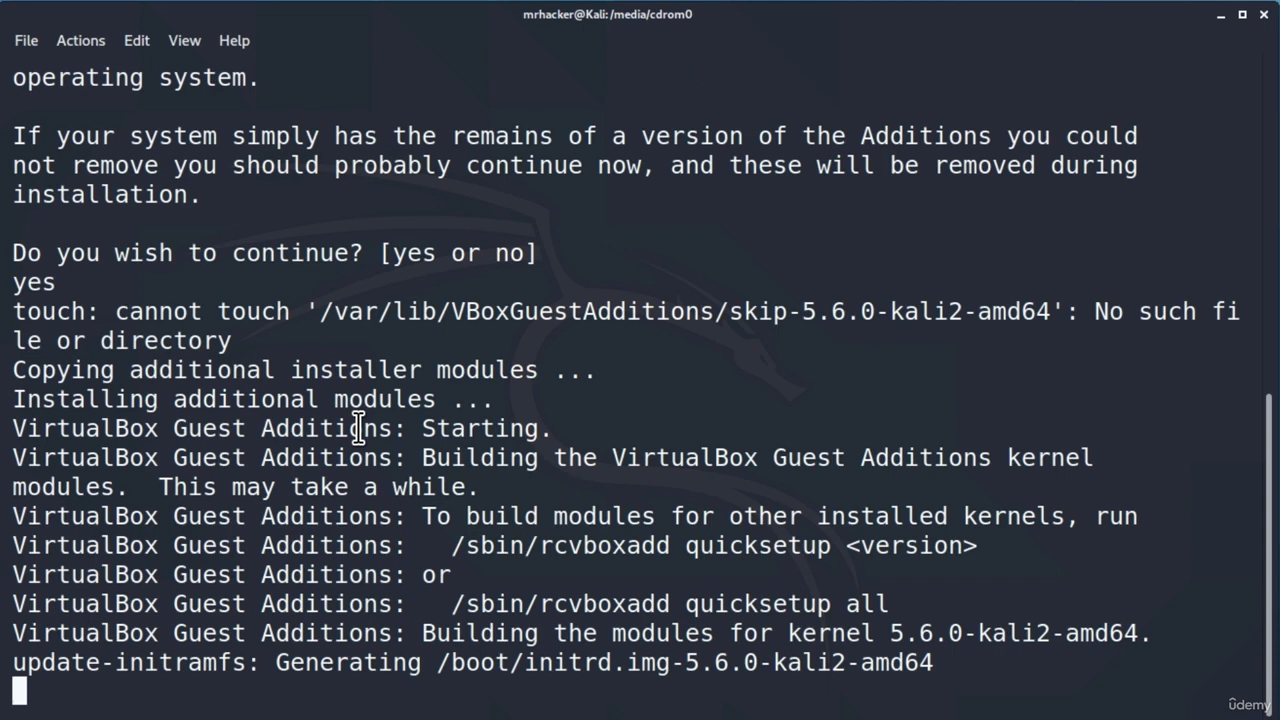 mrhacker@Kali:/media/cdrom0
File Actions Edit View Help
operating system.
If your system simply has the remains of a version of the Additions you could
not remove you should probably continue now, and these will be removed during
installation.
Do you wish to continue? [yes or no]
yes
touch: cannot touch '/var/lib/VBoxGuestAdditions/skip-5.6.0-kali2-amd64': No such fi
le or directory
Copying additional installer modules ...
Installing additional modules ...
VirtualBox Guest Additions: Starting.
VirtualBox Guest Additions: Building the VirtualBox Guest Additions kernel
modules.  This may take a while.
VirtualBox Guest Additions: To build modules for other installed kernels, run
VirtualBox Guest Additions:   /sbin/rcvboxadd quicksetup <version>
VirtualBox Guest Additions: or
VirtualBox Guest Additions:   /sbin/rcvboxadd quicksetup all
VirtualBox Guest Additions: Building the modules for kernel 5.6.0-kali2-amd64.
update-initramfs: Generating /boot/initrd.img-5.6.0-kali2-amd64
ûdemy